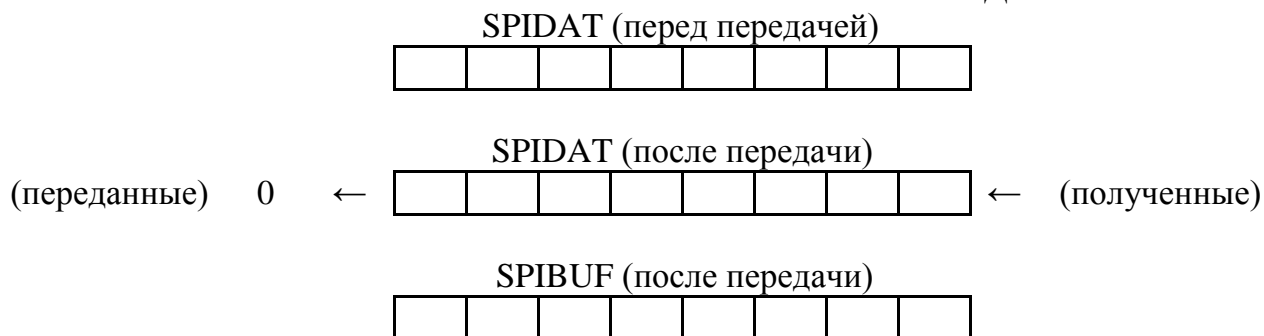 SPIDAT (перед передачей)
SPIDAT (после передачи)
(переданные) 0 ← ← (полученные)
SPIBUF (после передачи)